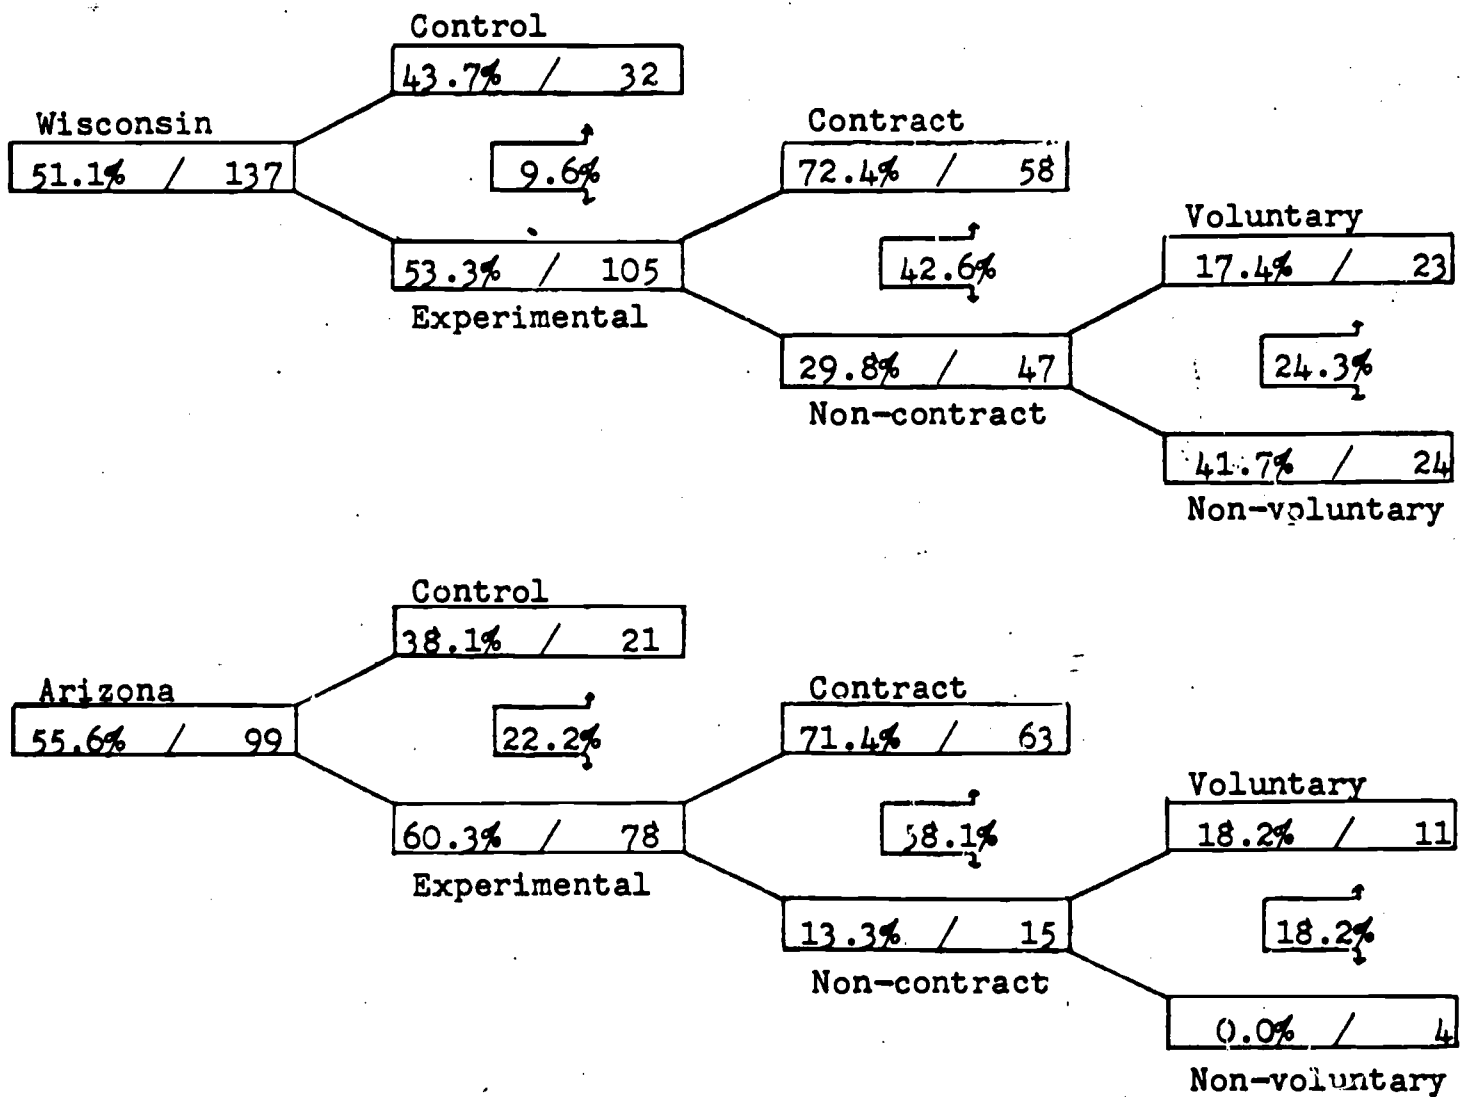 Control
43.7% / 32
Wisconsin
51.1% / 137
9.6%
Contract
72.4% / 58
53.3% / 105
Experimental
42.6%
Voluntary
17.4% / 23
29.8% / 47
Non-contract
24.3%
41.7% / 24
Non-voluntary
Control
38.1% / 21
Arizona
55.6% / 99
22.2%
Contract
71.4% / 63
60.3% / 78
Experimental
58.1%
Voluntary
18.2% / 11
13.3% / 15
Non-contract
18.2%
0.0% / 4
Non-voluntary